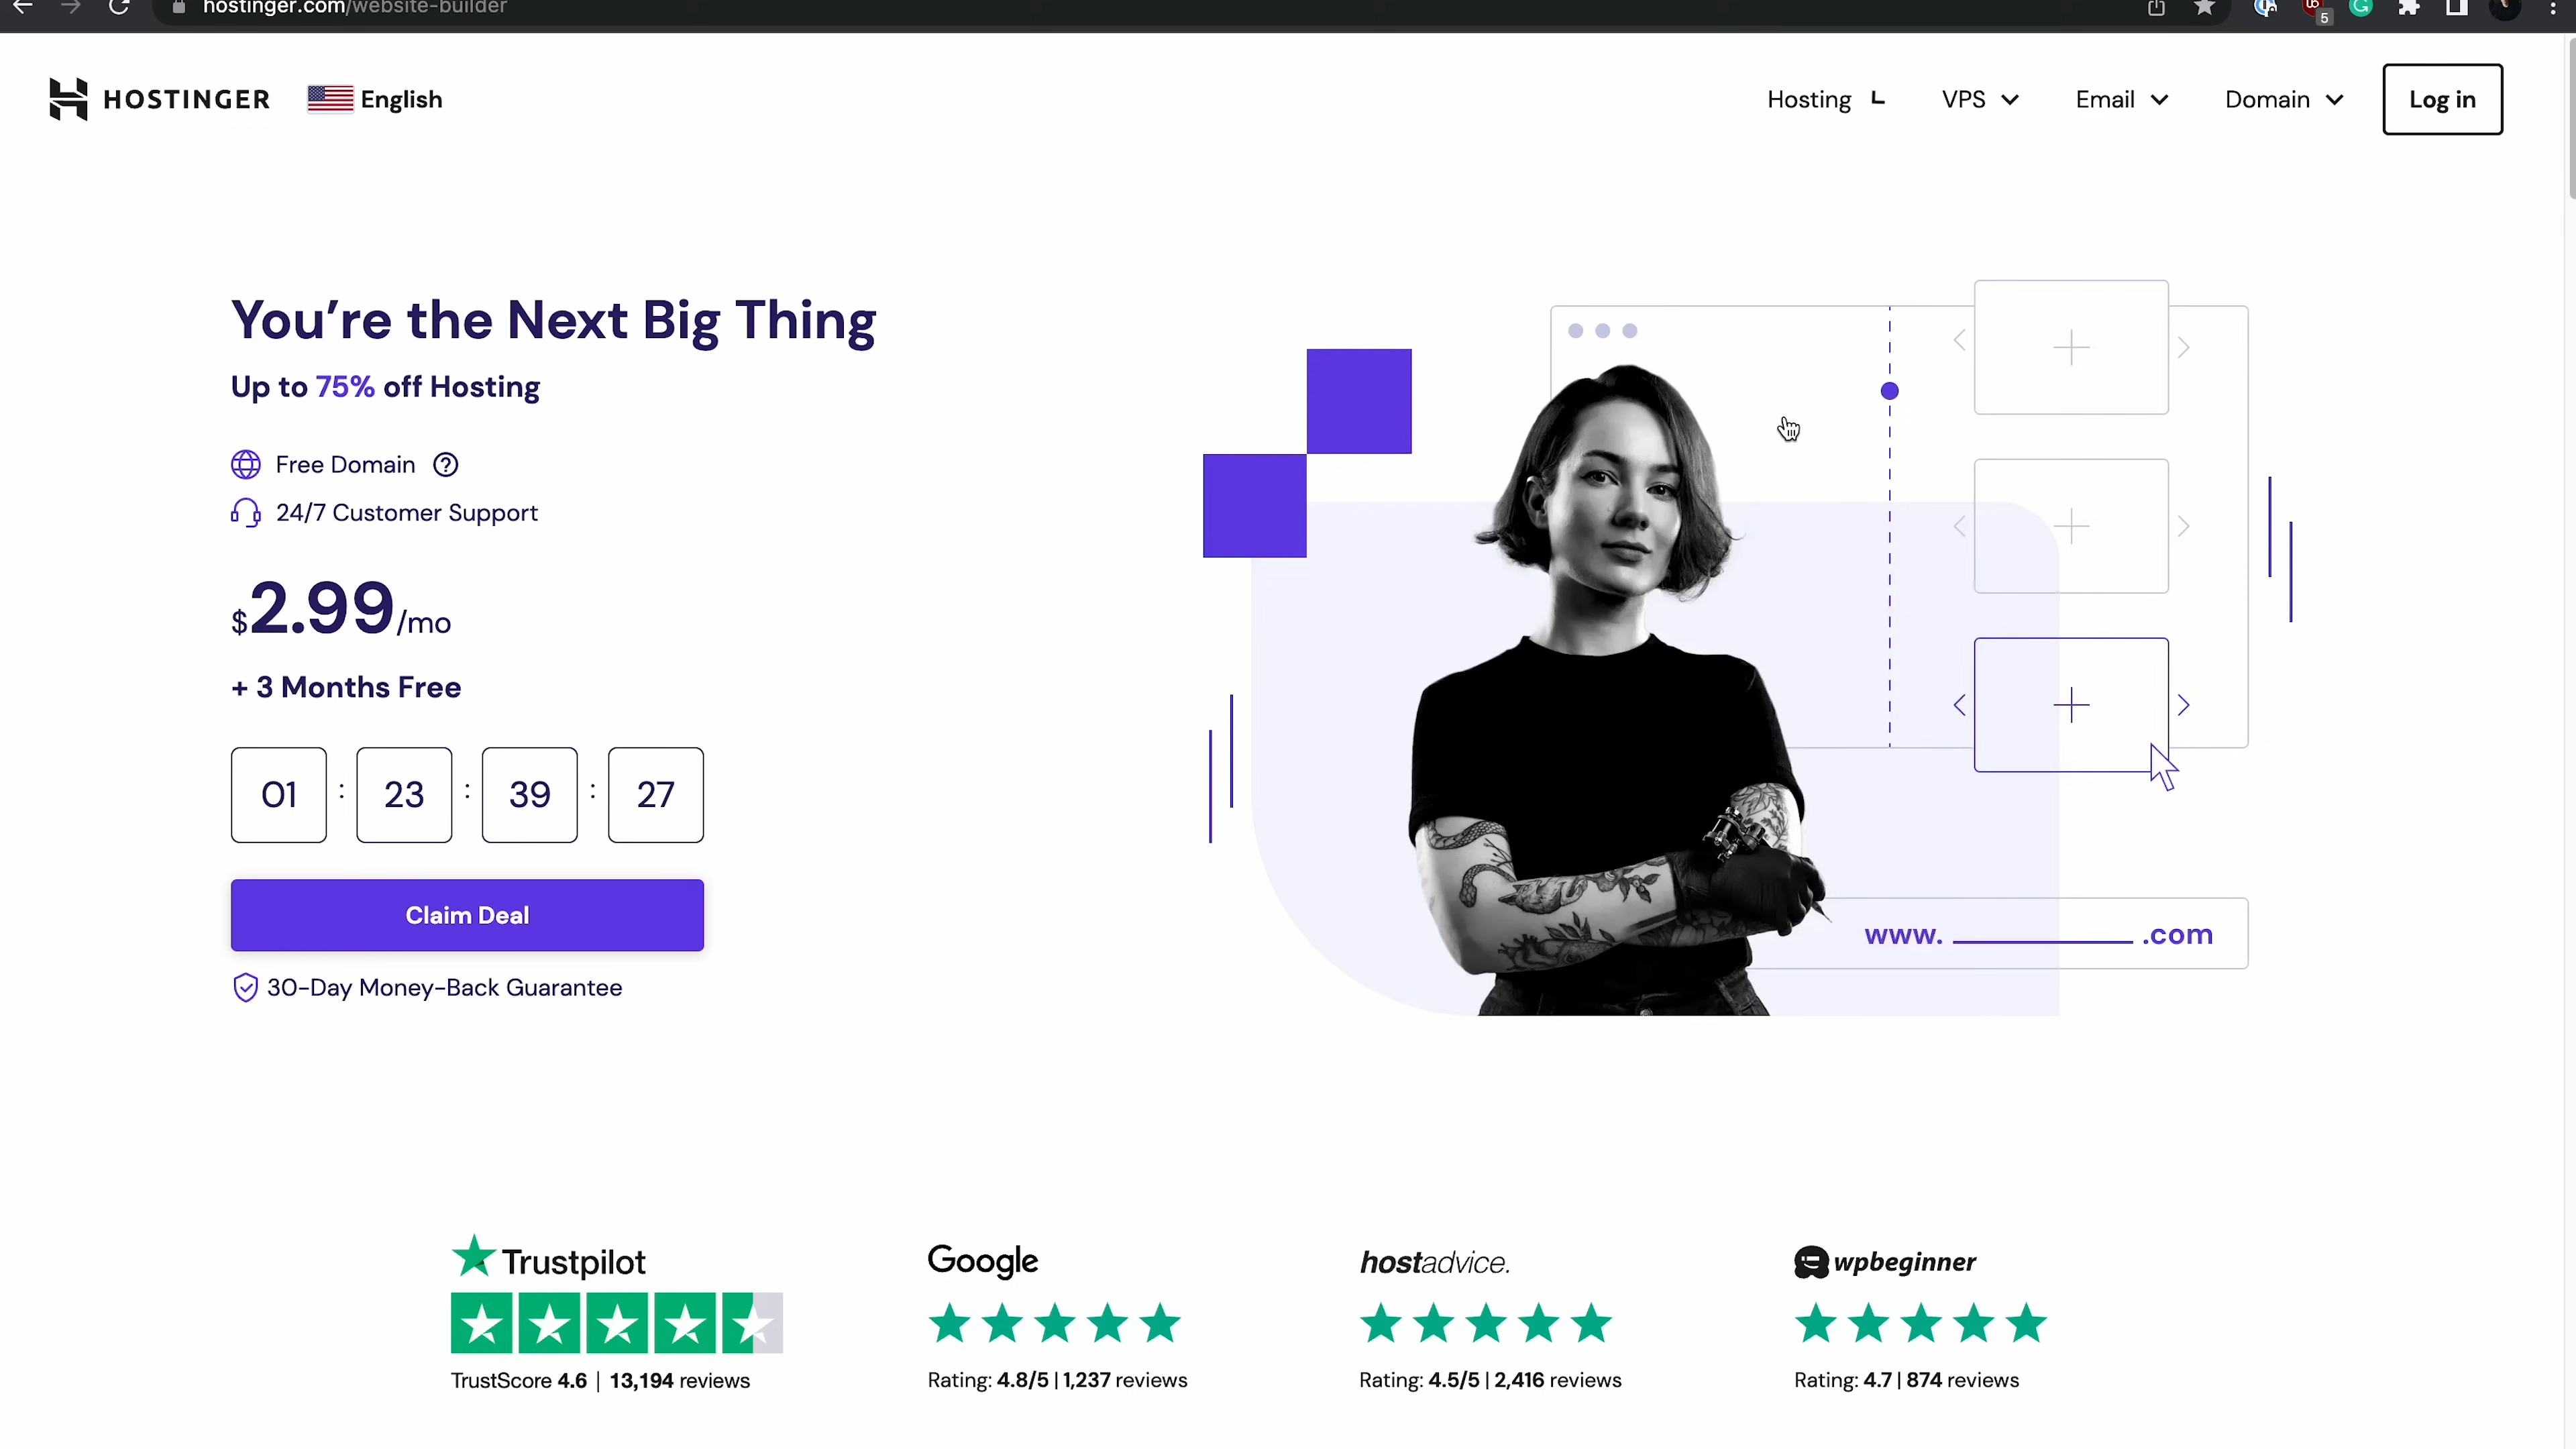 hostinger.com/website-builder
5
HOSTINGER
English
Hosting
VPS
Email
Domain
Log in
You're the Next Big Thing
Up to 75% off Hosting
Free Domain ?
24/7 Customer Support
$2.99/mo
+ 3 Months Free
01 : 23 : 39 : 27
Claim Deal
30-Day Money-Back Guarantee
www. __________ .com
Trustpilot
TrustScore 4.6 | 13,194 reviews
Google
Rating: 4.8/5 | 1,237 reviews
hostadvice.
Rating: 4.5/5 | 2,416 reviews
wpbeginner
Rating: 4.7 | 874 reviews